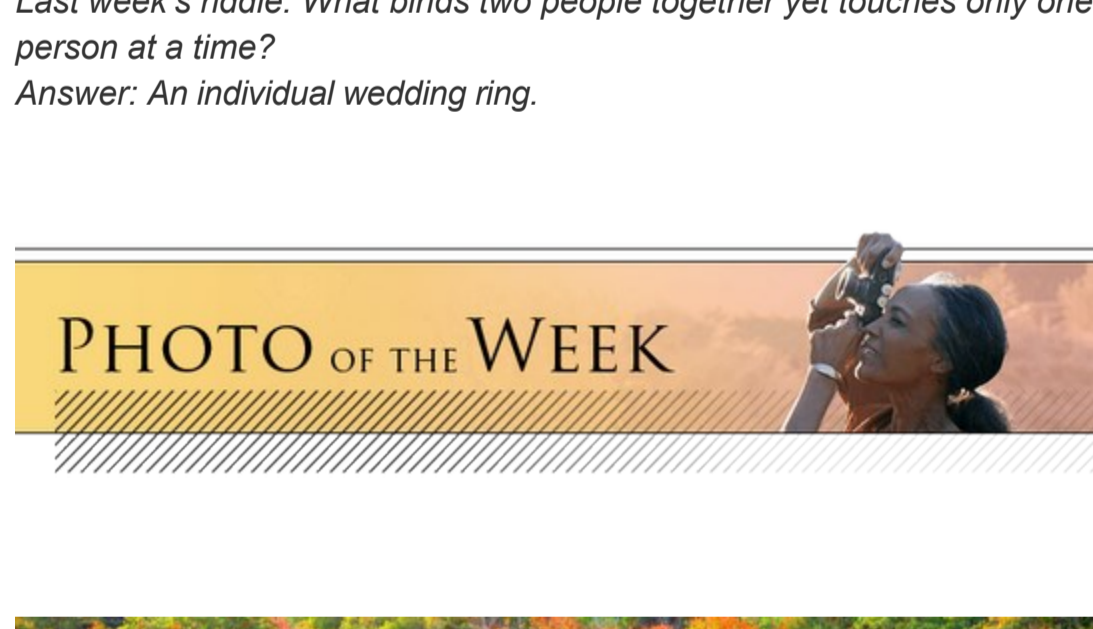 Last week's riddle: What binds two people together yet touches only one
person at a time?
Answer: An individual wedding ring.
PHOTO OF THE WEEK